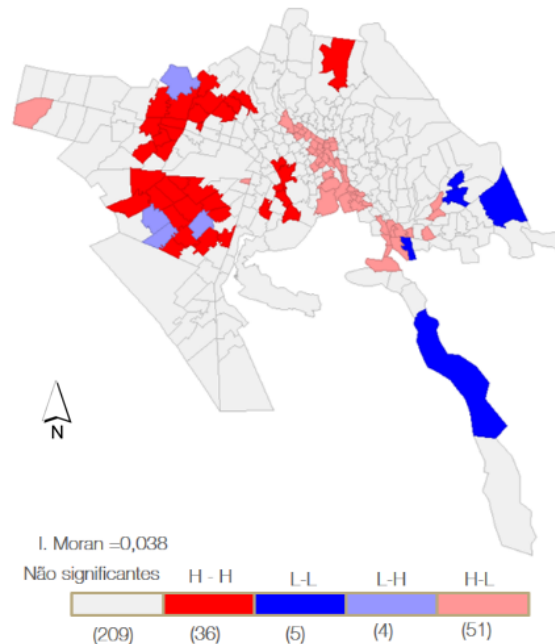 N
I. Moran =0,038
Não significantes H - H L-L L-H H-L
(209) (36) (5) (4) (51)